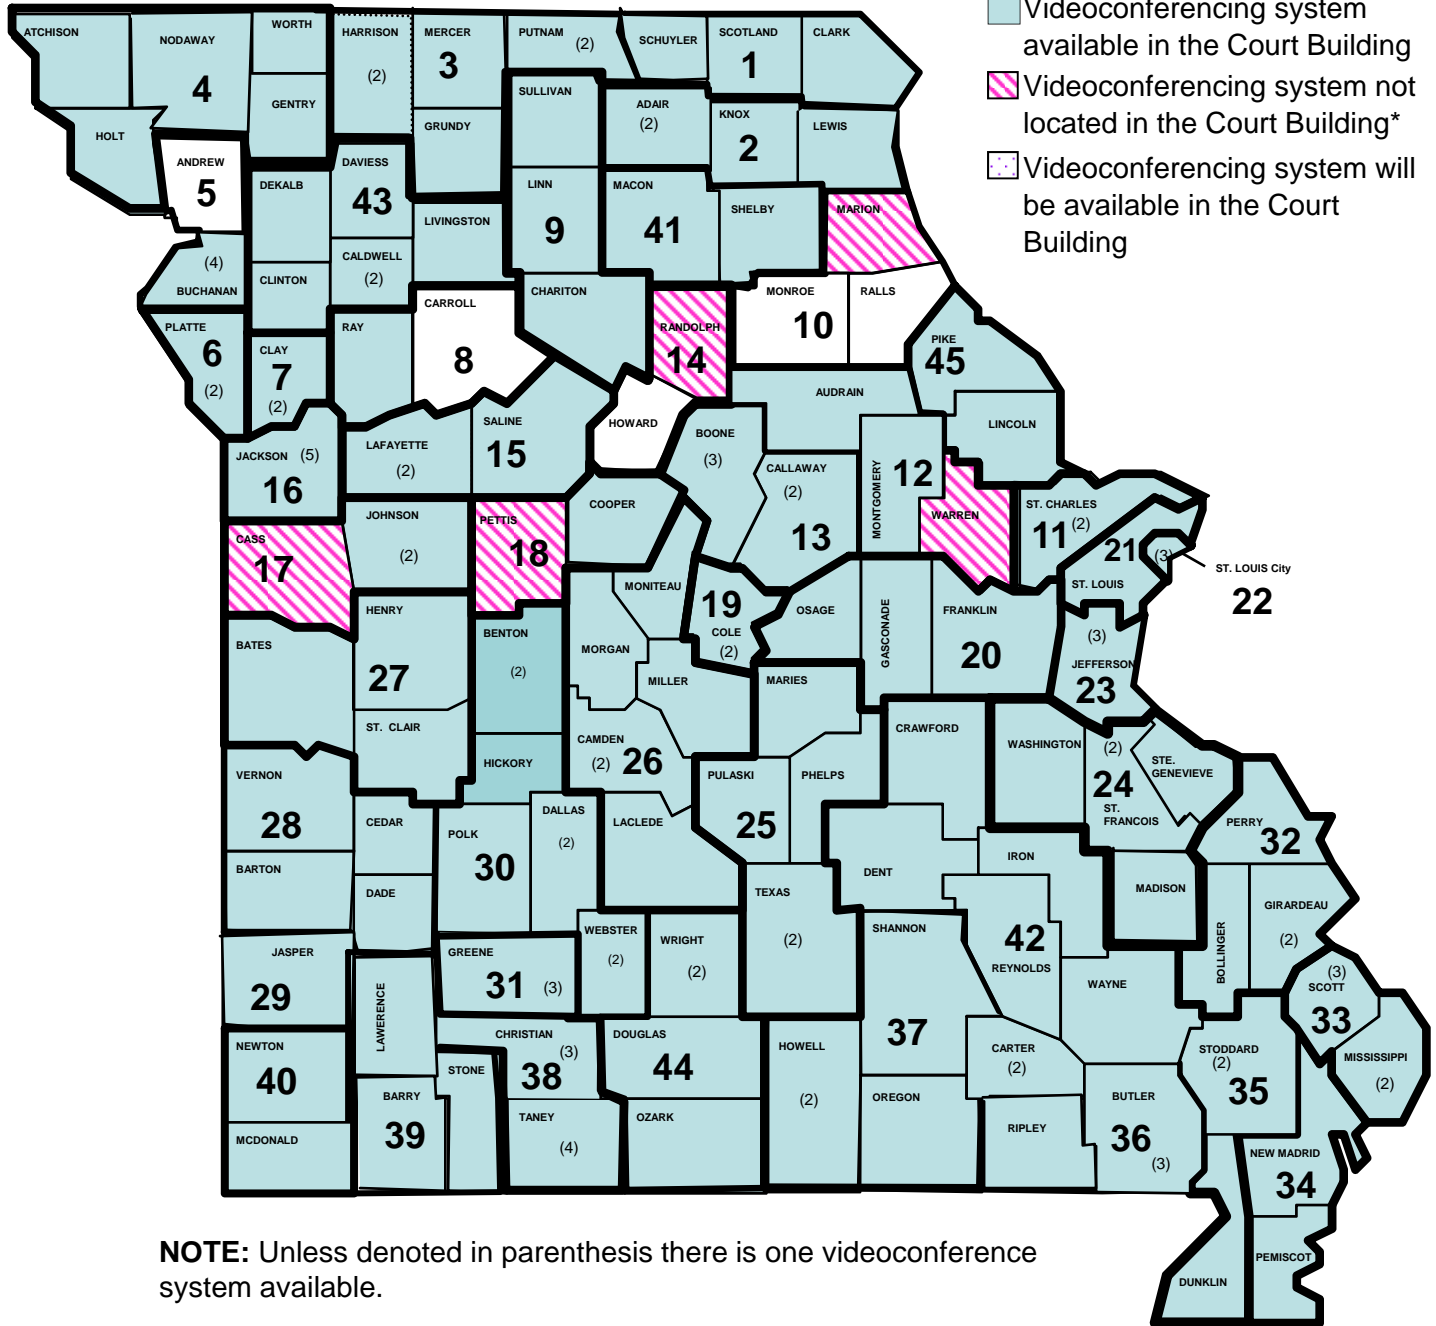 Videoconferencing system
available in the Court Building
Videoconferencing system not
located in the Court Building*
Videoconferencing system will
be available in the Court
Building
ATCHISON
NODAWAY
4
WORTH
GENTRY
HOLT
HARRISON
(2)
MERCER
3
GRUNDY
PUTNAM
(2)
SCHUYLER
SCOTLAND
1
CLARK
SULLIVAN
ADAIR
(2)
KNOX
2
LEWIS
ANDREW
5
DEKALB
DAVIESS
43
LIVINGSTON
LINN
9
MACON
41
SHELBY
MARION
(4)
BUCHANAN
CLINTON
CALDWELL
(2)
CARROLL
8
CHARITON
RANDOLPH
14
MONROE
10
RALLS
PLATTE
6
(2)
CLAY
7
(2)
RAY
PIKE
45
AUDRAIN
LINCOLN
HOWARD
BOONE
(3)
SALINE
15
LAFAYETTE
(2)
JACKSON (5)
16
CALLAWAY
(2)
13
MONTGOMERY
12
WARREN
ST. CHARLES
(2)
11
21
ST. LOUIS
(3)
ST. LOUIS City
22
COOPER
JOHNSON
(2)
PETTIS
18
CASS
17
MONITEAU
19
COLE
(2)
OSAGE
GASCONADE
FRANKLIN
20
(3)
JEFFERSON
23
HENRY
27
BENTON
(2)
MORGAN
MILLER
MARIES
BATES
ST. CLAIR
HICKORY
CAMDEN
(2) 26
PULASKI
25
PHELPS
CRAWFORD
WASHINGTON
(2)
24
ST.
FRANCOIS
STE.
GENEVIEVE
VERNON
28
CEDAR
POLK
30
DALLAS
(2)
LACLEDE
DENT
IRON
MADISON
PERRY
32
BARTON
DADE
TEXAS
(2)
BOLLINGER
GIRARDEAU
(2)
JASPER
29
LAWERENCE
GREENE
31 (3)
WEBSTER
(2)
WRIGHT
(2)
SHANNON
37
42
REYNOLDS
WAYNE
(3)
SCOTT
33
NEWTON
40
CHRISTIAN
(3)
38
STONE
DOUGLAS
44
HOWELL
(2)
CARTER
(2)
STODDARD
(2)
35
MISSISSIPPI
(2)
MCDONALD
BARRY
39
TANEY
(4)
OZARK
OREGON
RIPLEY
BUTLER
36
(3)
NEW MADRID
34
DUNKLIN
PEMISCOT
NOTE: Unless denoted in parenthesis there is one videoconference
system available.